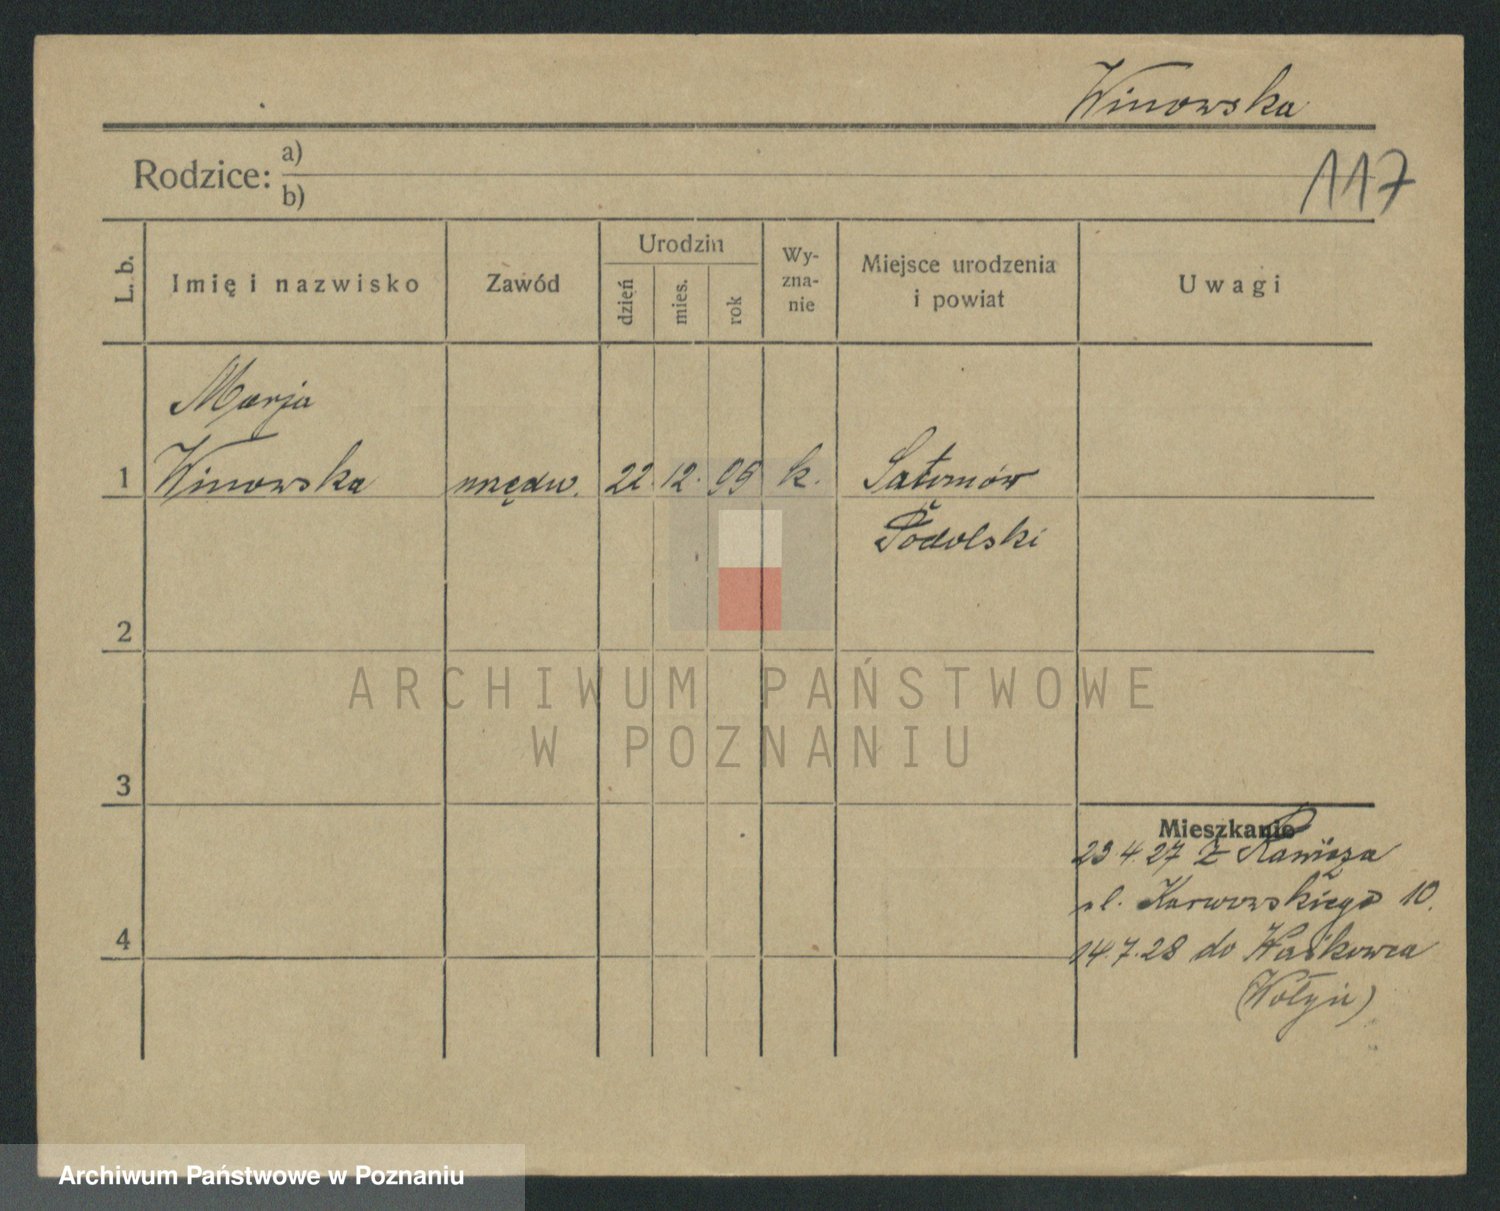 Winowska
Rodzice: a)
b)
117
L. b.
Imię i nazwisko
Zawód
Urodzin
dzień
mies.
rok
Wy-
zna-
nie
Miejsce urodzenia
i powiat
Uwagi
Marja
1 Winowska urzędn. 22. 12. 99 k. Satanów
Podolski
2
3
4
Mieszkanie
23 4 27 z Rawicza
ul. Karwowskiego 10.
14.7.28 do
(Wołyń)
ARCHIWUM PAŃSTWOWE
W POZNANIU
Archiwum Państwowe w Poznaniu